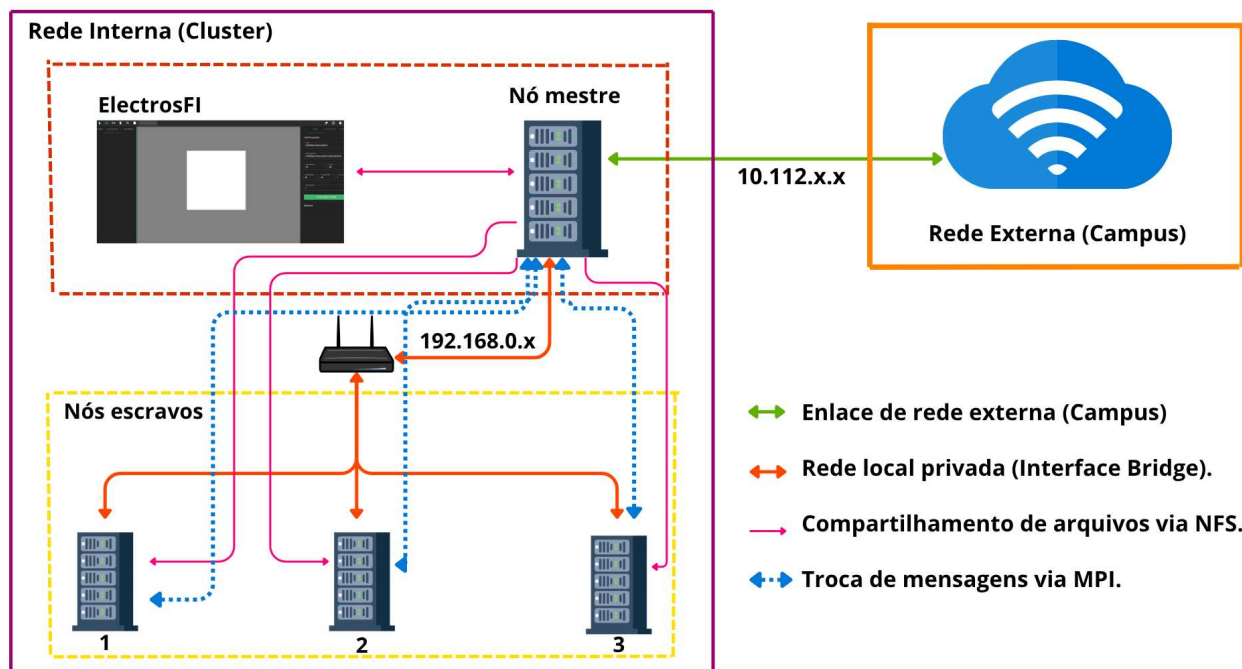 Rede Interna (Cluster)
ElectrosFI
Nó mestre
10.112.x.x
Rede Externa (Campus)
192.168.0.x
Nós escravos
1
2
3
Enlace de rede externa (Campus)
Rede local privada (Interface Bridge).
Compartilhamento de arquivos via NFS.
Troca de mensagens via MPI.